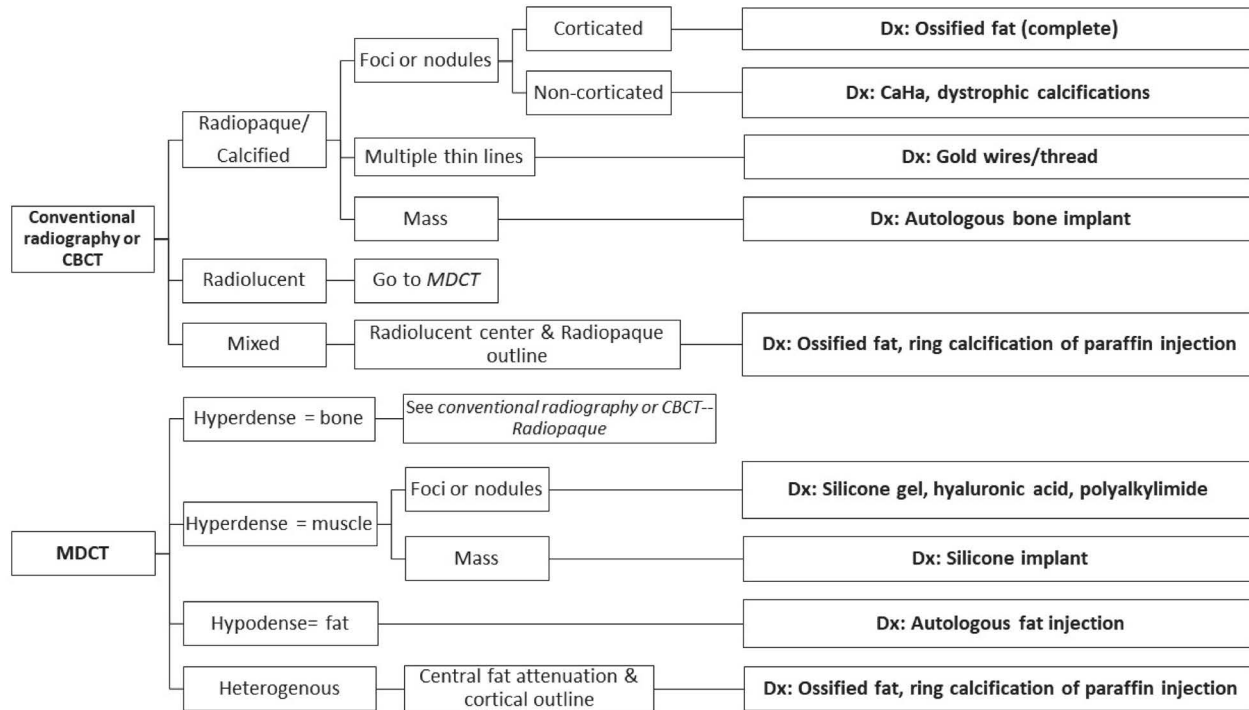 Conventional
radiography or
CBCT
Radiopaque/
Calcified
Foci or nodules
Corticated
Dx: Ossified fat (complete)
Non-corticated
Dx: CaHa, dystrophic calcifications
Multiple thin lines
Dx: Gold wires/thread
Mass
Dx: Autologous bone implant
Radiolucent
Go to MDCT
Mixed
Radiolucent center & Radiopaque
outline
Dx: Ossified fat, ring calcification of paraffin injection
MDCT
Hyperdense = bone
See conventional radiography or CBCT--
Radiopaque
Hyperdense = muscle
Foci or nodules
Dx: Silicone gel, hyaluronic acid, polyalkylimide
Mass
Dx: Silicone implant
Hypodense= fat
Dx: Autologous fat injection
Heterogenous
Central fat attenuation &
cortical outline
Dx: Ossified fat, ring calcification of paraffin injection